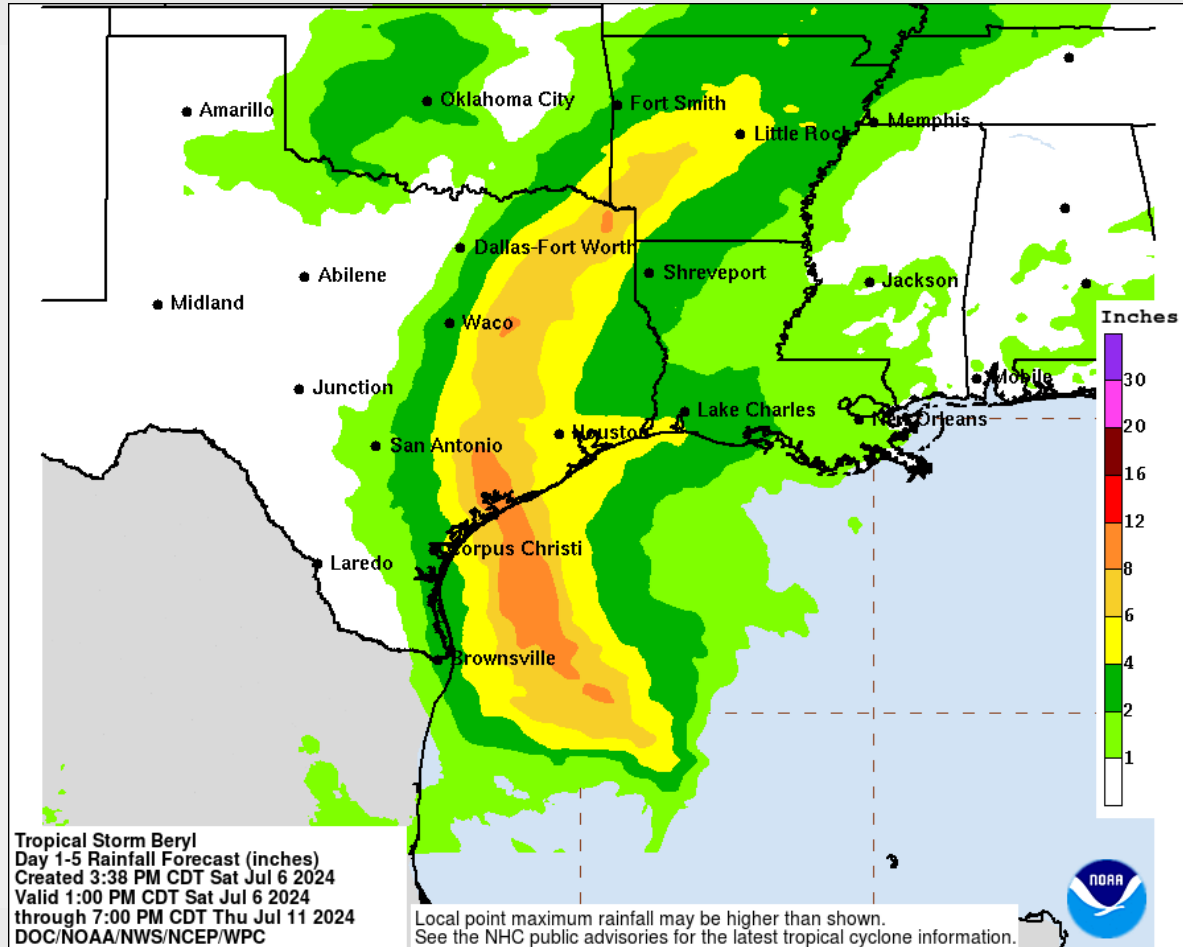 Amarillo
Oklahoma City
Fort Smith
Little Rock
Memphis
Dallas-Fort Worth
Abilene
Shreveport
Jackson
Midland
Waco
Inches
Junction
Mobile
30
Lake Charles
New Orleans
20
San Antonio
Houston
16
12
Corpus Christi
Laredo
8
6
Brownsville
4
2
1
Tropical Storm Beryl
Day 1-5 Rainfall Forecast (inches)
Created 3:38 PM CDT Sat Jul 6 2024
Valid 1:00 PM CDT Sat Jul 6 2024
through 7:00 PM CDT Thu Jul 11 2024
DOC/NOAA/NWS/NCEP/WPC
Local point maximum rainfall may be higher than shown.
See the NHC public advisories for the latest tropical cyclone information.
NOAA